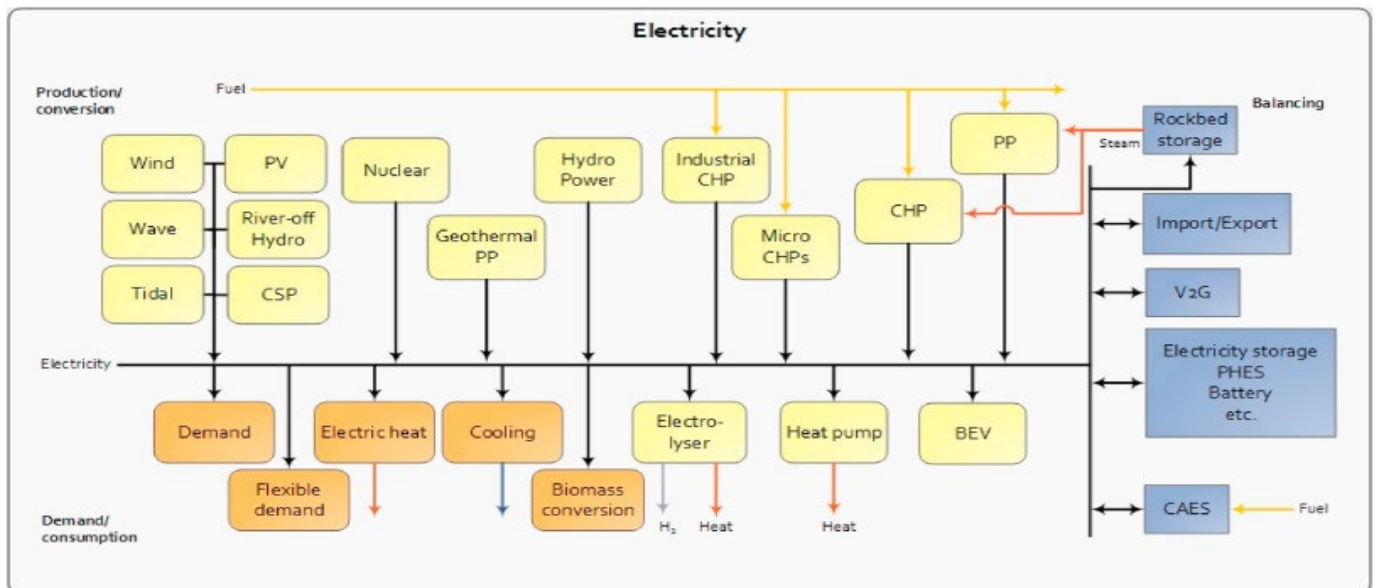 Electricity
Production/
conversion
Fuel
Balancing
Wind
PV
Wave
River-off
Hydro
Tidal
CSP
Nuclear
Geothermal
PP
Hydro
Power
Industrial
CHP
Micro
CHPs
CHP
PP
Steam
Rockbed
storage
Import/Export
V2G
Electricity storage
PHES
Battery
etc.
CAES
Fuel
Electricity
Demand
Flexible
demand
Electric heat
Cooling
Biomass
conversion
Electro-
lyser
Heat pump
BEV
H₂
Heat
Heat
Demand/
consumption